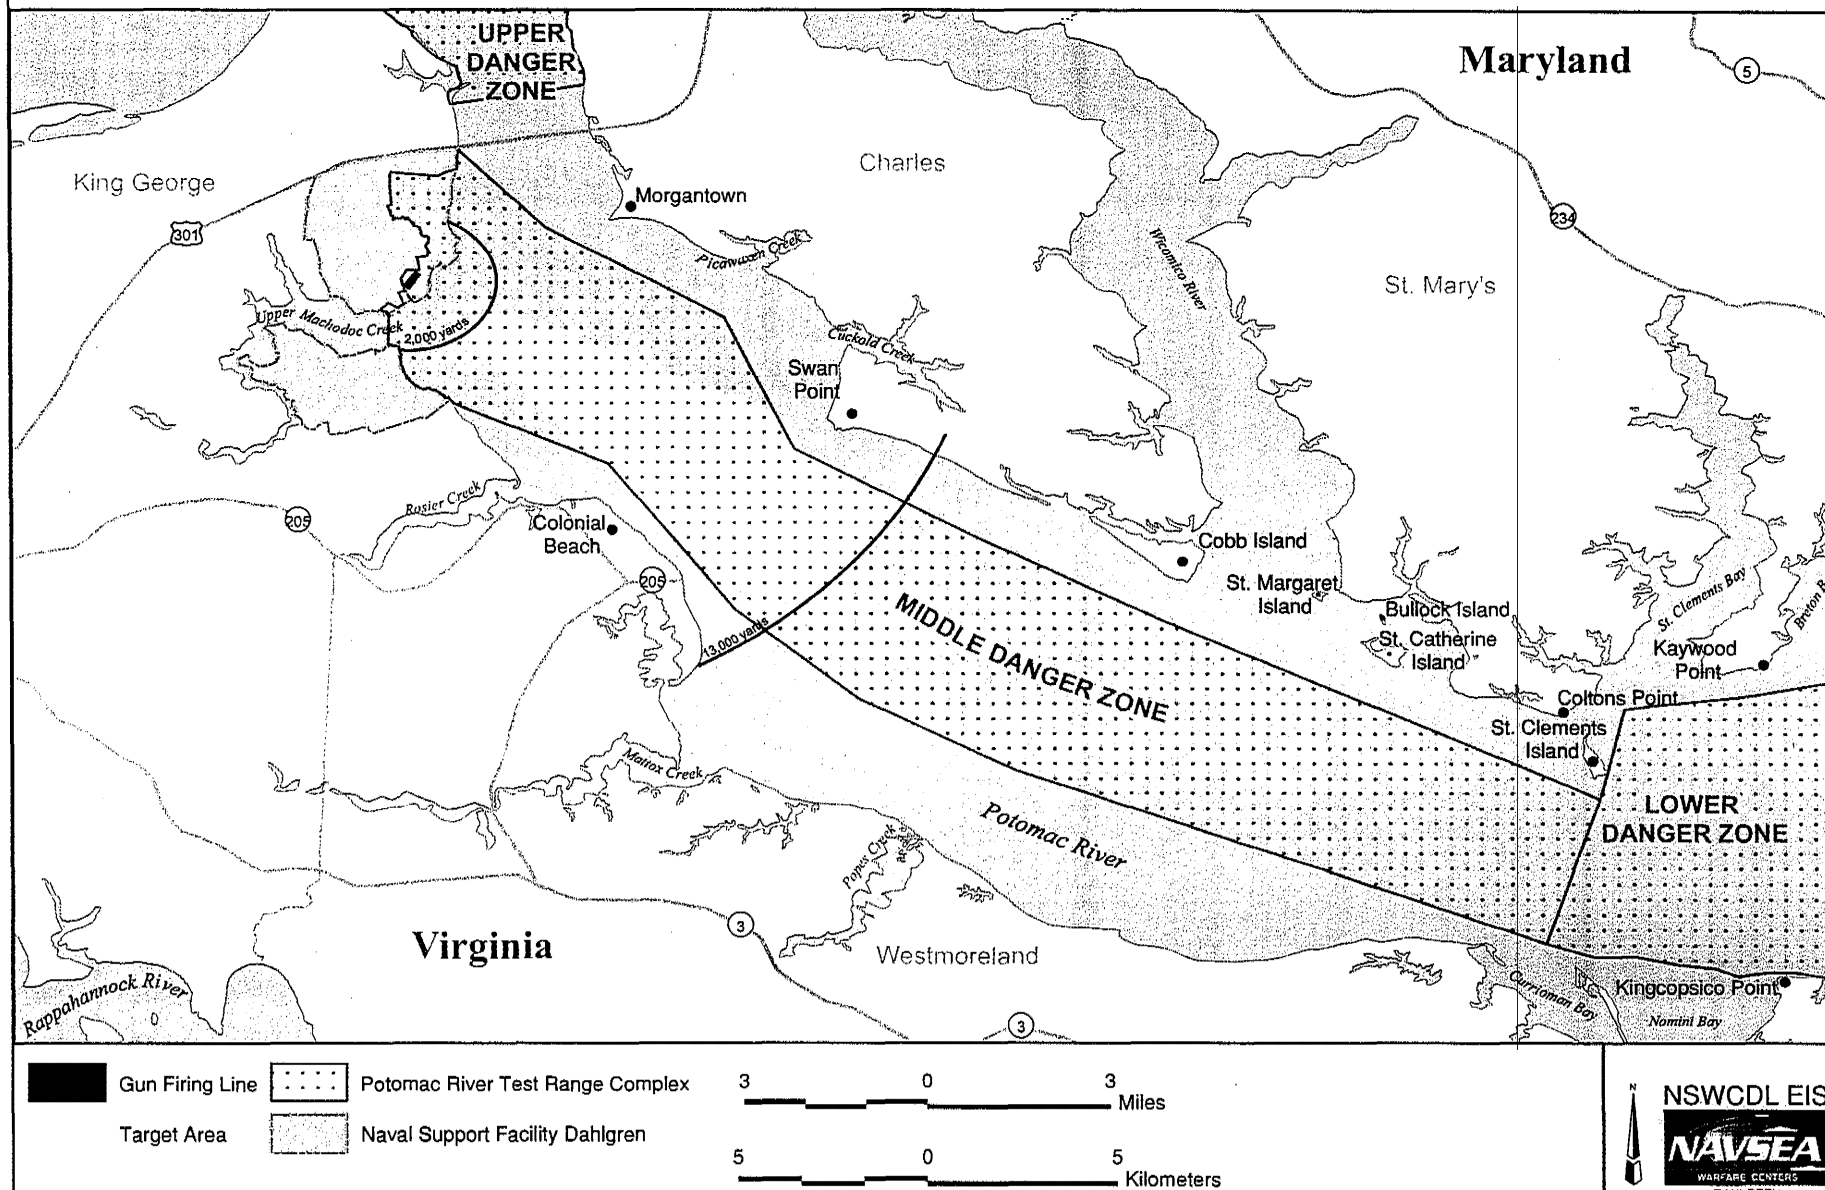 UPPER
DANGER
ZONE
Maryland
5
King George
Charles
Morgantown
301
234
Picawaxen Creek
Wicomico River
St. Mary's
Upper Machodoc Creek
2,000 yards
Cuckold Creek
Swan
Point
Rosier Creek
205
Colonial
Beach
Cobb Island
205
St. Margaret
Island
Bullock Island
St. Clements Bay
St. Catherine
Island
Kaywood
Point
13,000 yards
MIDDLE DANGER ZONE
Coltons Point
St. Clements
Island
Mattox Creek
Potomac River
LOWER
DANGER ZONE
Popes Creek
3
Virginia
Westmoreland
Rappahannock River
Currioman Bay
Kingcopsico Point
Nomini Bay
3
Gun Firing Line
Potomac River Test Range Complex
3 0 3
Miles
Target Area
Naval Support Facility Dahlgren
5 0 5
Kilometers
N
NSWCDL EIS
NAVSEA
WARFARE CENTERS